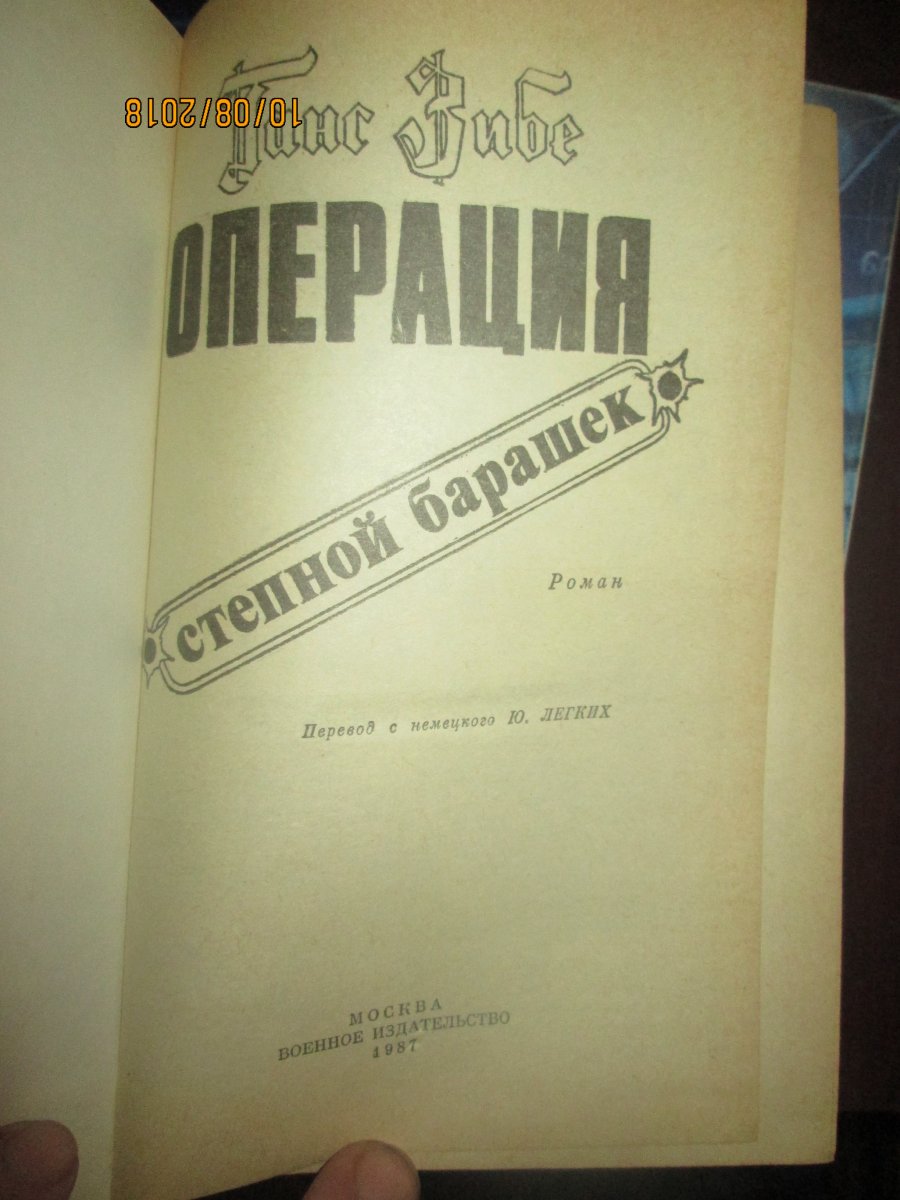 10/08/2018
Ганс Зибе
ОПЕРАЦИЯ
степной барашек
Роман
Перевод с немецкого Ю. ЛЕГКИХ
МОСКВА
ВОЕННОЕ ИЗДАТЕЛЬСТВО
1987